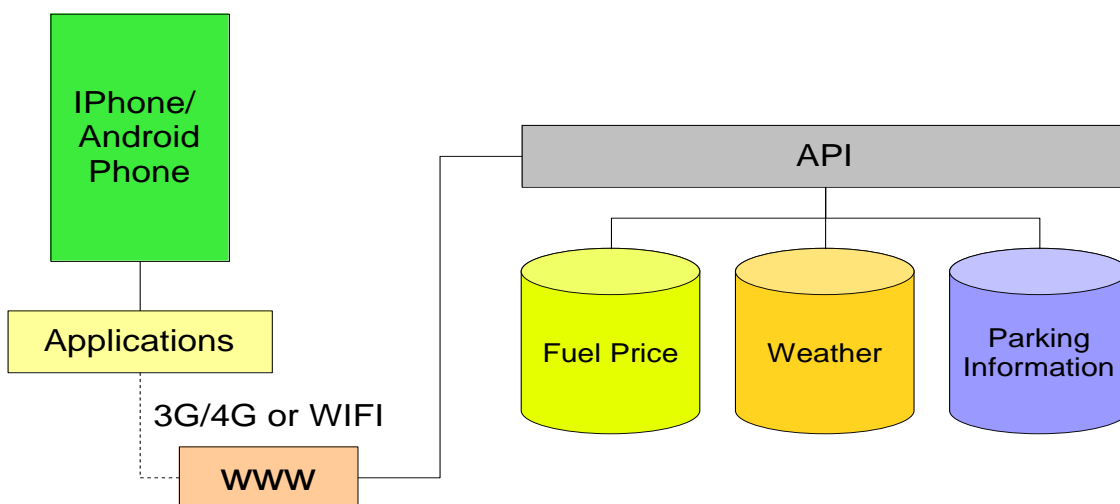 IPhone/
Android
Phone
Applications
3G/4G or WIFI
WWW
API
Fuel Price
Weather
Parking
Information